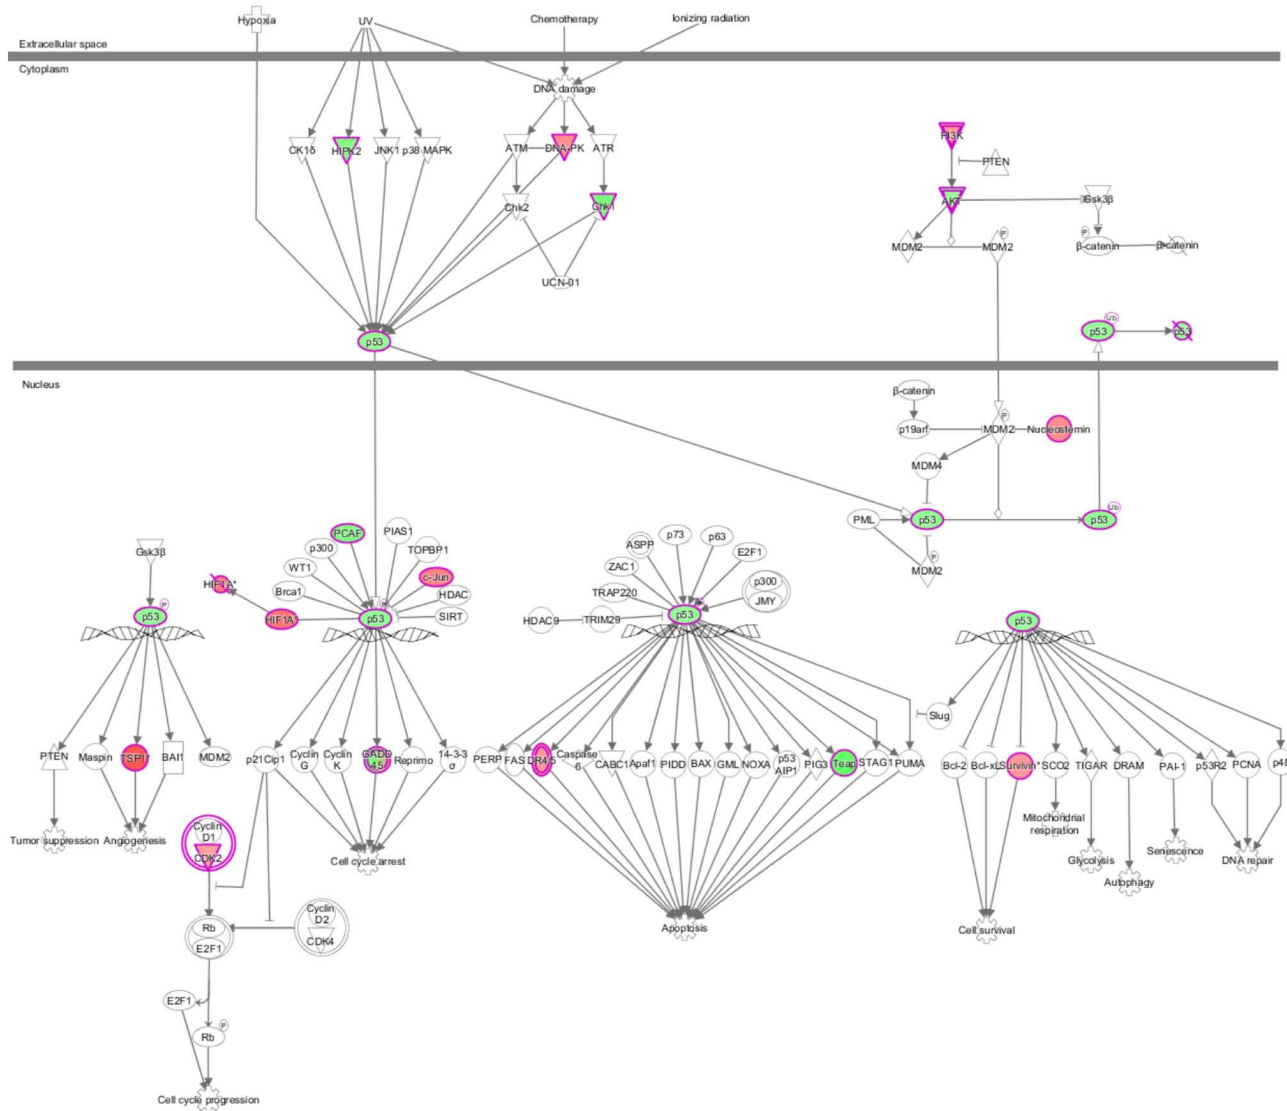 Hypoxia
UV
Chemotherapy
Ionizing radiation
Extracellular space
Cytoplasm
DNA damage
CK1δ
HIPK2
JNK1
p38 MAPK
ATM
DNA-PK
ATR
PI3K
PTEN
Chk2
Chk1
AKT
Gsk3β
MDM2
P
MDM2
P
β-catenin
β-catenin
UCN-01
p53
Ub
p53
p53
Nucleus
β-catenin
p19arf
P
MDM2
Nucleostemin
MDM4
PML
p53
Ub
p53
P
MDM2
Gsk3β
P
p53
PTEN
Maspin
TSP1*
BAI1
MDM2
Tumor suppression
Angiogenesis
PCAF
PIAS1
p300
TOPBP1
WT1
c-Jun
HIF1A*
Brca1
HDAC
HIF1A*
P
p53
SIRT
p21Cip1
Cyclin
G
Cyclin
K
GADD
45
Reprimo
14-3-3
σ
Cell cycle arrest
Cyclin
D1
CDK2
Rb
E2F1
Cyclin
D2
CDK4
E2F1
P
Rb
Cell cycle progression
p73
p63
ASPP
E2F1
ZAC1
p300
JMY
TRAP220
HDAC9
TRIM29
p53
PERP
FAS
DR4/5
Caspase
6
CABC1
Apaf1
PIDD
BAX
GML
NOXA
p53
AIP1
PIG3
Teap
STAG1
PUMA
Apoptosis
p53
Slug
Bcl-2
Bcl-xL
Survivin*
SCO2
TIGAR
DRAM
PAI-1
p53R2
PCNA
p48
Mitochondrial
respiration
Glycolysis
Autophagy
Senescence
DNA repair
Cell survival